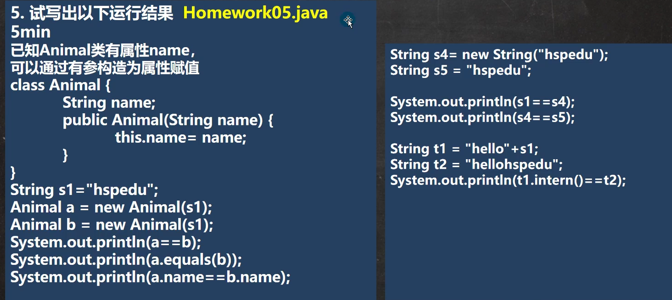 5. 试写出以下运行结果 Homework05.java
5min
已知Animal类有属性name,
可以通过有参构造为属性赋值
class Animal {
String name;
public Animal(String name) {
this.name= name;
}
}
String s1="hspedu";
Animal a = new Animal(s1);
Animal b = new Animal(s1);
System.out.println(a==b);
System.out.println(a.equals(b));
System.out.println(a.name==b.name);
String s4= new String("hspedu");
String s5 = "hspedu";
System.out.println(s1==s4);
System.out.println(s4==s5);
String t1 = "hello"+s1;
String t2 = "hellohspedu";
System.out.println(t1.intern()==t2);